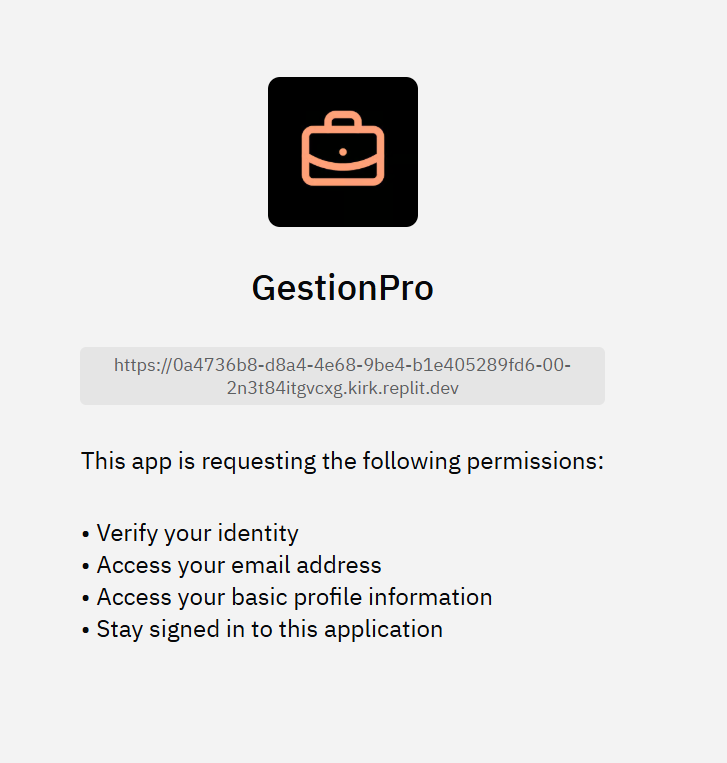 GestionPro
https://0a4736b8-d8a4-4e68-9be4-b1e405289fd6-00-
2n3t84itgvcxg.kirk.replit.dev
This app is requesting the following permissions:
• Verify your identity
• Access your email address
• Access your basic profile information
• Stay signed in to this application